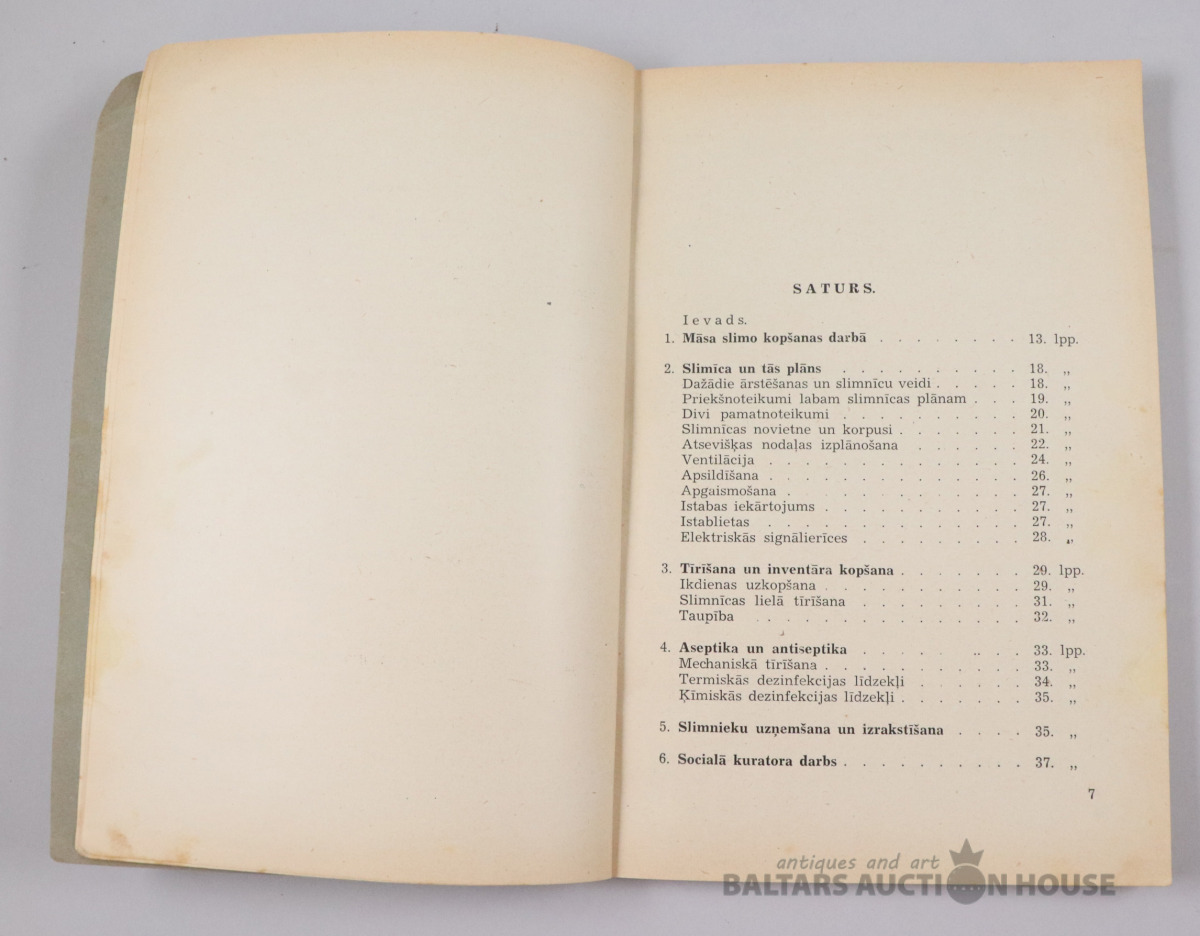 SATURS.
Ievads.
1. Māsa slimo kopšanas darbā . . . . . . . . 13. lpp.
2. Slimīca un tās plāns . . . . . . . . . . 18. „
Dažādie ārstēšanas un slimnīcu veidi . . . . . 18. „
Priekšnoteikumi labam slimnīcas plānam . . . 19. „
Divi pamatnoteikumi . . . . . . . . . . 20. „
Slimnīcas novietne un korpusi . . . . . . . 21. „
Atsevišķas nodaļas izplānošana . . . . . . 22. „
Ventilācija . . . . . . . . . . . . . . 24. „
Apsildīšana . . . . . . . . . . . . . . 26. „
Apgaismošana . . . . . . . . . . . . . 27. „
Istabas iekārtojums . . . . . . . . . . . 27. „
Istablietas . . . . . . . . . . . . . . 27. „
Elektriskās signālierīces . . . . . . . . . 28. „
3. Tīrīšana un inventāra kopšana . . . . . . . 29. lpp.
Ikdienas uzkopšana . . . . . . . . . . . 29. „
Slimnīcas lielā tīrīšana . . . . . . . . . 31. „
Taupība . . . . . . . . . . . . . . 32. „
4. Aseptika un antiseptika . . . . . . . . . 33. lpp.
Mechaniskā tīrīšana . . . . . . . . . . . 33. „
Termiskās dezinfekcijas līdzekļi . . . . . . 34. „
Ķīmiskās dezinfekcijas līdzekļi . . . . . . . 35. „
5. Slimnieku uzņemšana un izrakstīšana . . . . 35. „
6. Socialā kuratora darbs . . . . . . . . . . 37. „
7
antiques and art
BALTARS AUCTION HOUSE